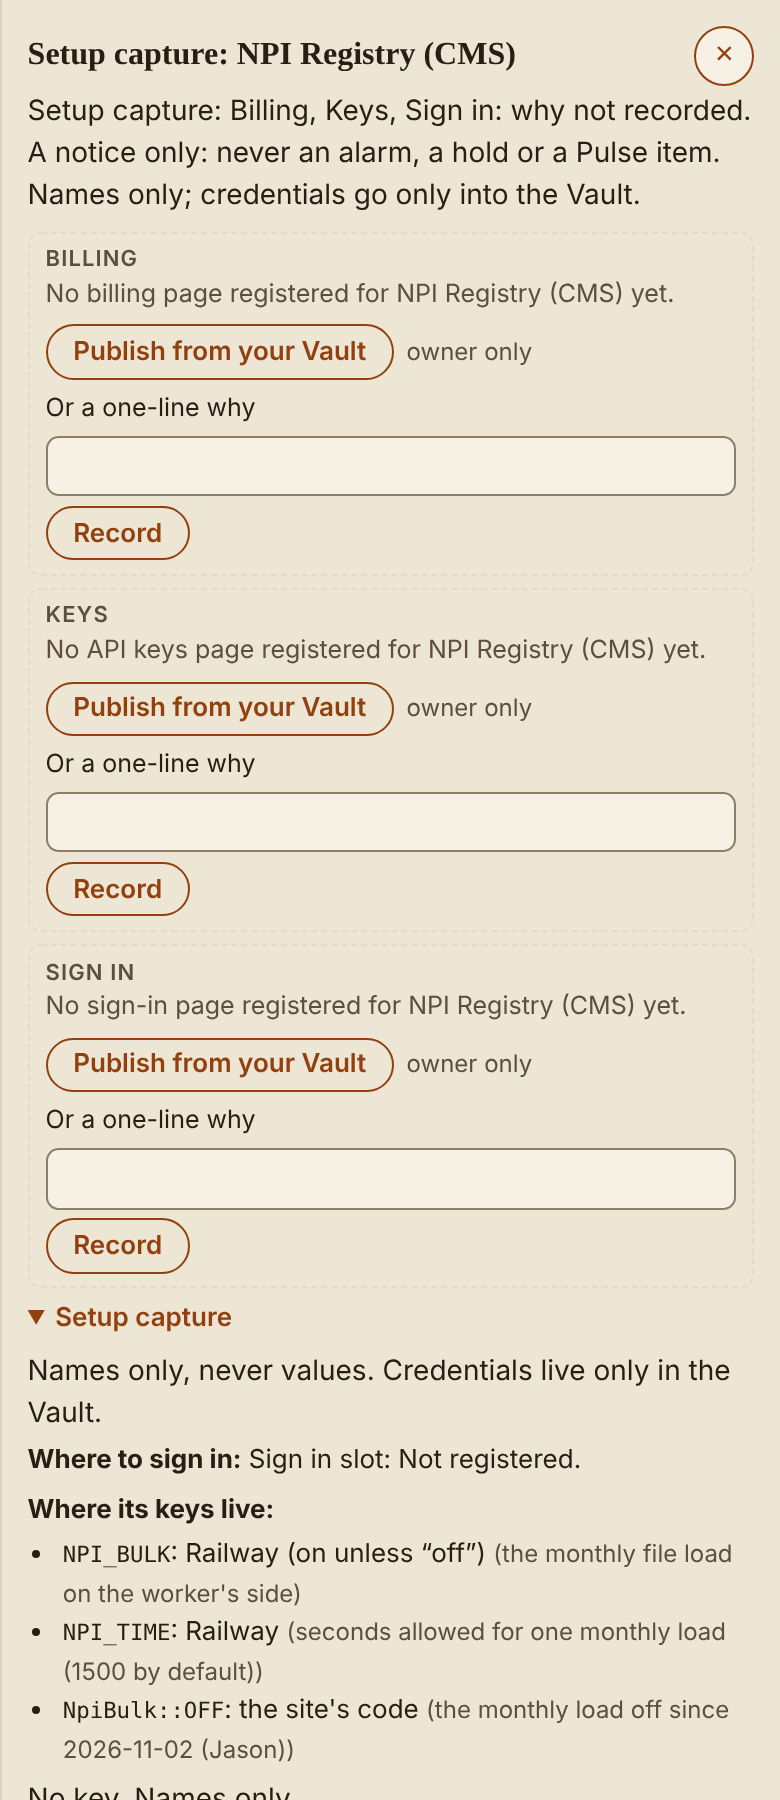 Setup capture: NPI Registry (CMS)
×
Setup capture: Billing, Keys, Sign in: why not recorded.
A notice only: never an alarm, a hold or a Pulse item.
Names only; credentials go only into the Vault.
BILLING
No billing page registered for NPI Registry (CMS) yet.
Publish from your Vault owner only
Or a one-line why
Record
KEYS
No API keys page registered for NPI Registry (CMS) yet.
Publish from your Vault owner only
Or a one-line why
Record
SIGN IN
No sign-in page registered for NPI Registry (CMS) yet.
Publish from your Vault owner only
Or a one-line why
Record
▼ Setup capture
Names only, never values. Credentials live only in the
Vault.
Where to sign in: Sign in slot: Not registered.
Where its keys live:
• NPI_BULK: Railway (on unless “off”) (the monthly file load
on the worker's side)
• NPI_TIME: Railway (seconds allowed for one monthly load
(1500 by default))
• NpiBulk::OFF: the site's code (the monthly load off since
2026-11-02 (Jason))
No key. Names only.